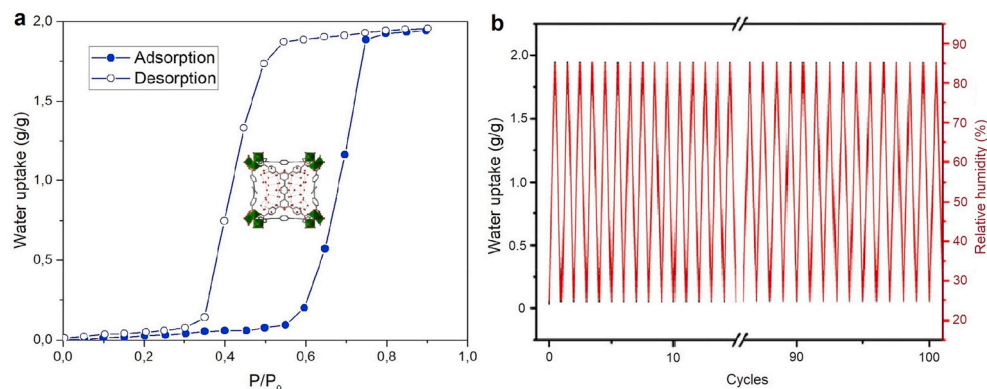 a
2,0
1,5
1,0
0,5
0,0
Water uptake (g/g)
Adsorption
Desorption
0,0 0,2 0,4 0,6 0,8 1,0
P/P₀
b
2.0
1.5
1.0
0.5
0
Water uptake (g/g)
0 10 90 100
Cycles
90
80
70
60
50
40
30
20
Relative humidity (%)